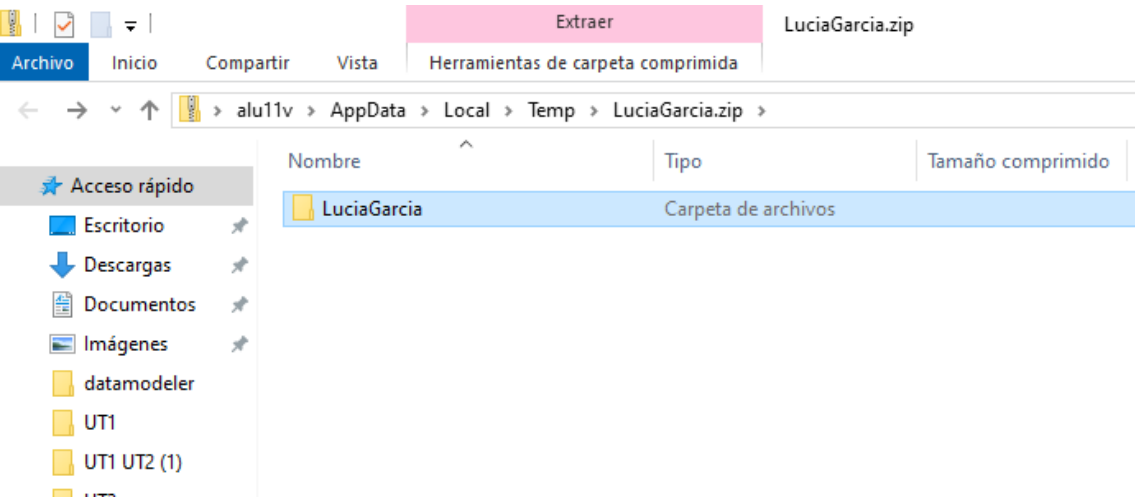 Extraer
LuciaGarcia.zip
Archivo Inicio Compartir Vista Herramientas de carpeta comprimida
alu11v > AppData > Local > Temp > LuciaGarcia.zip >
Nombre Tipo Tamaño comprimido
Acceso rápido
LuciaGarcia Carpeta de archivos
Escritorio
Descargas
Documentos
Imágenes
datamodeler
UT1
UT1 UT2 (1)